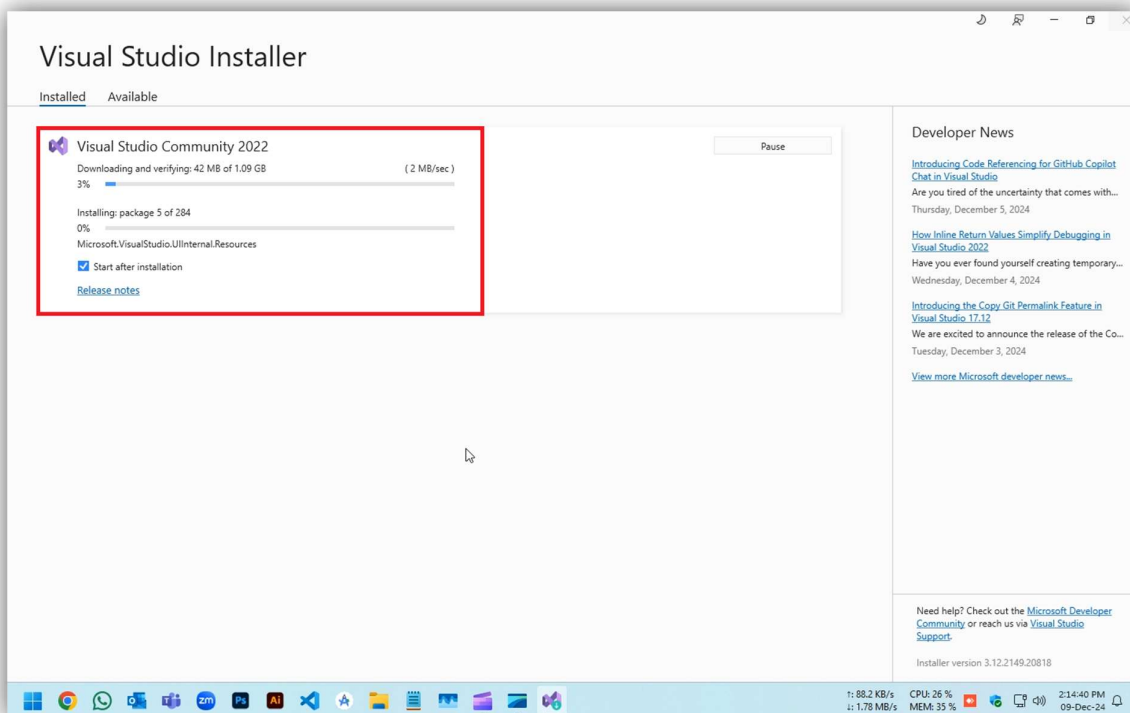 Visual Studio Installer
Installed Available
Visual Studio Community 2022
Downloading and verifying: 42 MB of 1.09 GB ( 2 MB/sec )
3%
Installing: package 5 of 284
0%
Microsoft.VisualStudio.UIInternal.Resources
Start after installation
Release notes
Pause
Developer News
Introducing Code Referencing for GitHub Copilot
Chat in Visual Studio
Are you tired of the uncertainty that comes with...
Thursday, December 5, 2024
How Inline Return Values Simplify Debugging in
Visual Studio 2022
Have you ever found yourself creating temporary...
Wednesday, December 4, 2024
Introducing the Copy Git Permalink Feature in
Visual Studio 17.12
We are excited to announce the release of the Co...
Tuesday, December 3, 2024
View more Microsoft developer news...
Need help? Check out the Microsoft Developer
Community or reach us via Visual Studio
Support.
Installer version 3.12.2149.20818
zm Ps Ai
↑: 88.2 KB/s CPU: 26 % 2:14:40 PM
↓: 1.78 MB/s MEM: 35 % 09-Dec-24